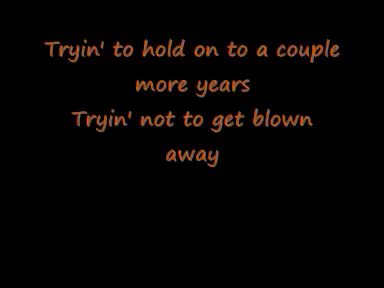 Tryin' to hold on to a couple
more years
Tryin' not to get blown
away